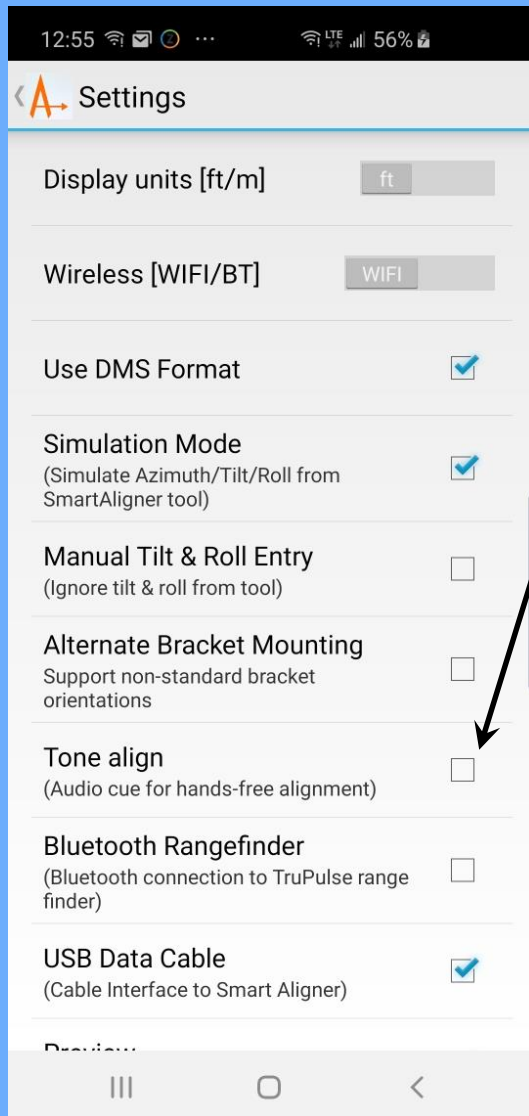 12:55 LTE 56%
Settings
Display units [ft/m] ft
Wireless [WIFI/BT] WIFI
Use DMS Format
Simulation Mode
(Simulate Azimuth/Tilt/Roll from
SmartAligner tool)
Manual Tilt & Roll Entry
(Ignore tilt & roll from tool)
Alternate Bracket Mounting
Support non-standard bracket
orientations
Tone align
(Audio cue for hands-free alignment)
Bluetooth Rangefinder
(Bluetooth connection to TruPulse range
finder)
USB Data Cable
(Cable Interface to Smart Aligner)
Preview